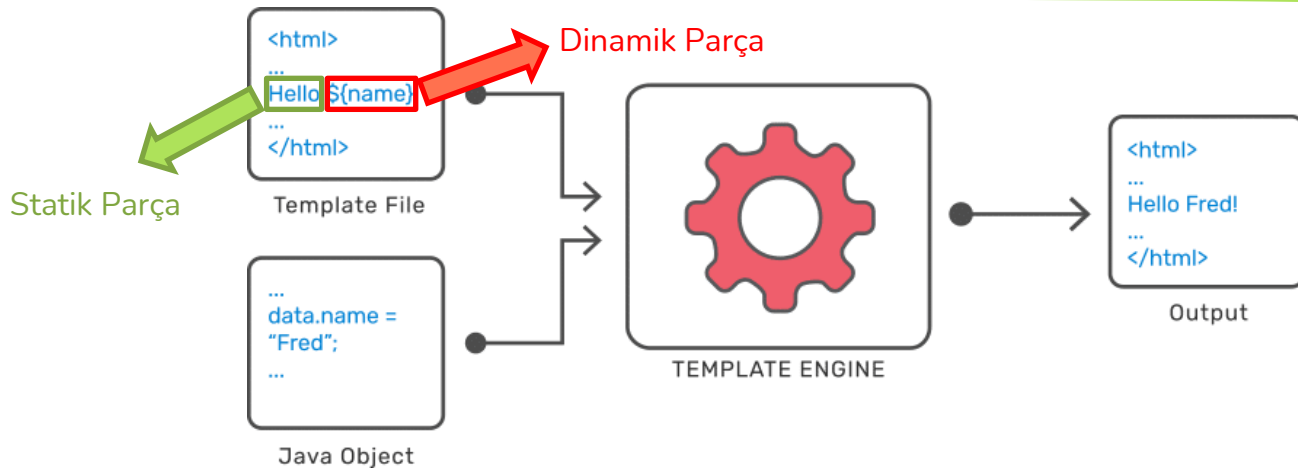 <html>
...
Hello ${name}
...
</html>
Template File
Dinamik Parça
Statik Parça
...
data.name =
“Fred”;
...
Java Object
TEMPLATE ENGINE
<html>
...
Hello Fred!
...
</html>
Output